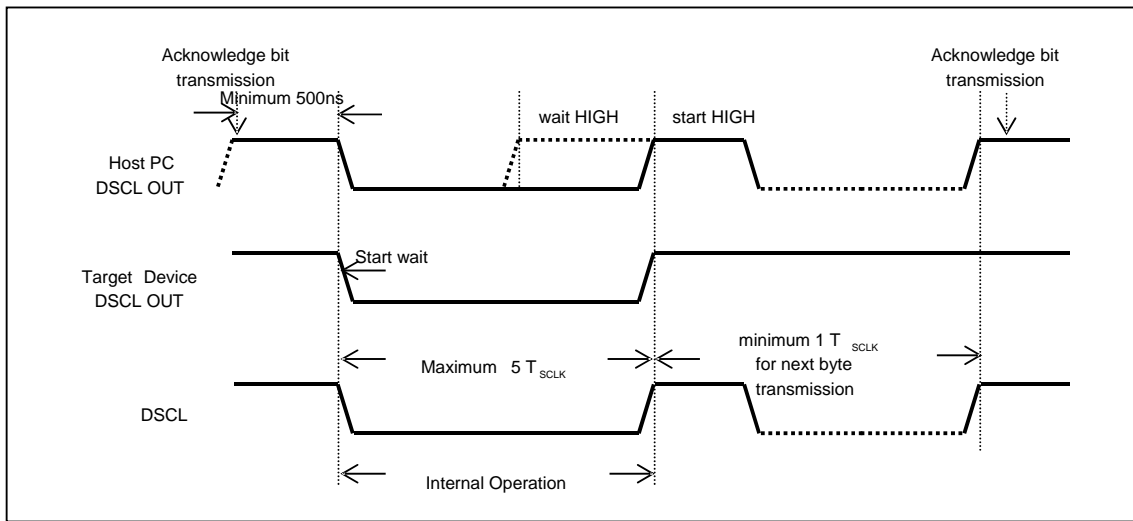 Acknowledge bit
transmission
Minimum 500ns
Acknowledge bit
transmission
wait HIGH
start HIGH
Host PC
DSCL OUT
Start wait
Target Device
DSCL OUT
Maximum 5 T SCLK
minimum 1 T SCLK
for next byte
transmission
DSCL
Internal Operation